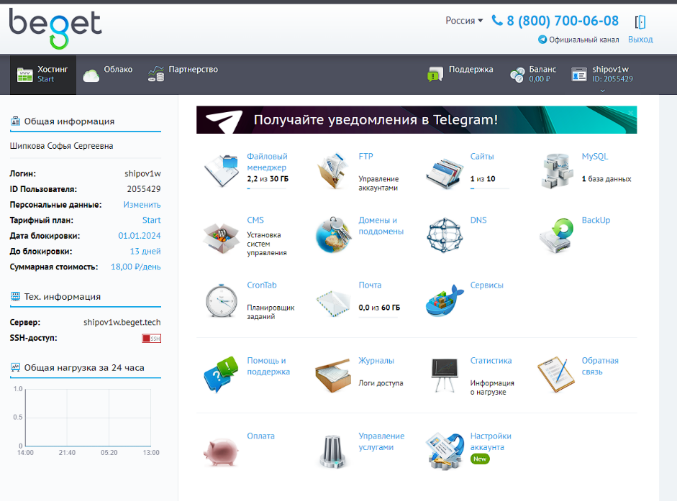 beget
Россия
8 (800) 700-06-08
Официальный канал
Выход
Хостинг
Start
Облако
Партнерство
Поддержка
Баланс
0,00 ₽
shipov1w
ID: 2055429
Общая информация
Шипкова Софья Сергеевна
Логин: shipov1w
ID Пользователя: 2055429
Персональные данные: Изменить
Тарифный план: Start
Дата блокировки: 01.01.2024
До блокировки: 13 дней
Суммарная стоимость: 18,00 ₽/день
Тех. информация
Сервер: shipov1w.beget.tech
SSH-доступ: SSH
Общая нагрузка за 24 часа
1.0
0.5
0
14:00 21:40 05:20 13:00
Получайте уведомления в Telegram!
Файловый
менеджер
2,2 из 30 ГБ
FTP
Управление
аккаунтами
Сайты
1 из 10
MySQL
1 база данных
CMS
Установка
систем
управления
Домены и
поддомены
DNS
BackUp
CronTab
Планировщик
заданий
Почта
0,0 из 60 ГБ
Сервисы
Помощь и
поддержка
Журналы
Логи доступа
Статистика
Информация
о нагрузке
Обратная
связь
Оплата
Управление
услугами
Настройки
аккаунта
New